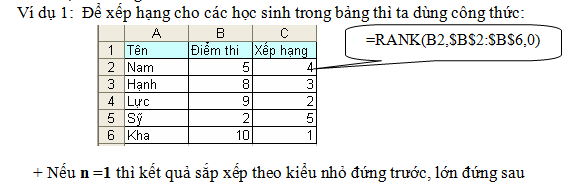 Ví dụ 1: Để xếp hạng cho các học sinh trong bảng thì ta dùng công thức:
=RANK(B2,$B$2:$B$6,0)
A B C
1 Tên Điểm thi Xếp hạng
2 Nam 5 4
3 Hạnh 8 3
4 Lực 9 2
5 Sỹ 2 5
6 Kha 10 1
+ Nếu n =1 thì kết quả sắp xếp theo kiểu nhỏ đứng trước, lớn đứng sau